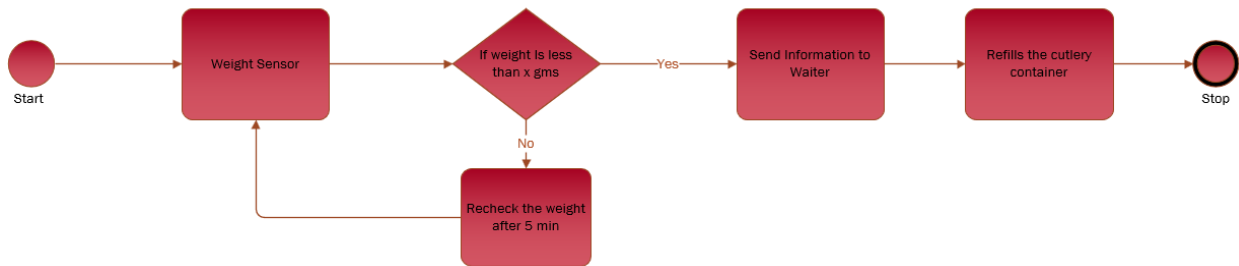 Start
Weight Sensor
If weight is less
than x gms
Yes
Send Information to
Waiter
Refills the cutlery
container
Stop
No
Recheck the weight
after 5 min